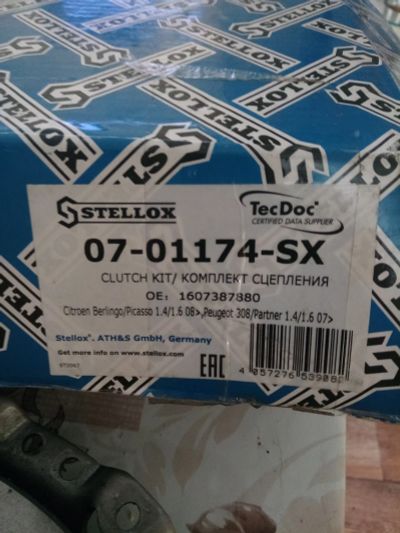 STELLOX
STELLOX
STELLOX
STELLOX
TecDoc
CERTIFIED DATA SUPPLIER
07-01174-SX
CLUTCH KIT/ КОМПЛЕКТ СЦЕПЛЕНИЯ
OE: 1607387880
Citroen Berlingo/Picasso 1.4/1.6 08>,Peugeot 308/Partner 1.4/1.6 07>
Stellox®. ATH&S GmbH, Germany
Get more info on www.stellox.com
EAC